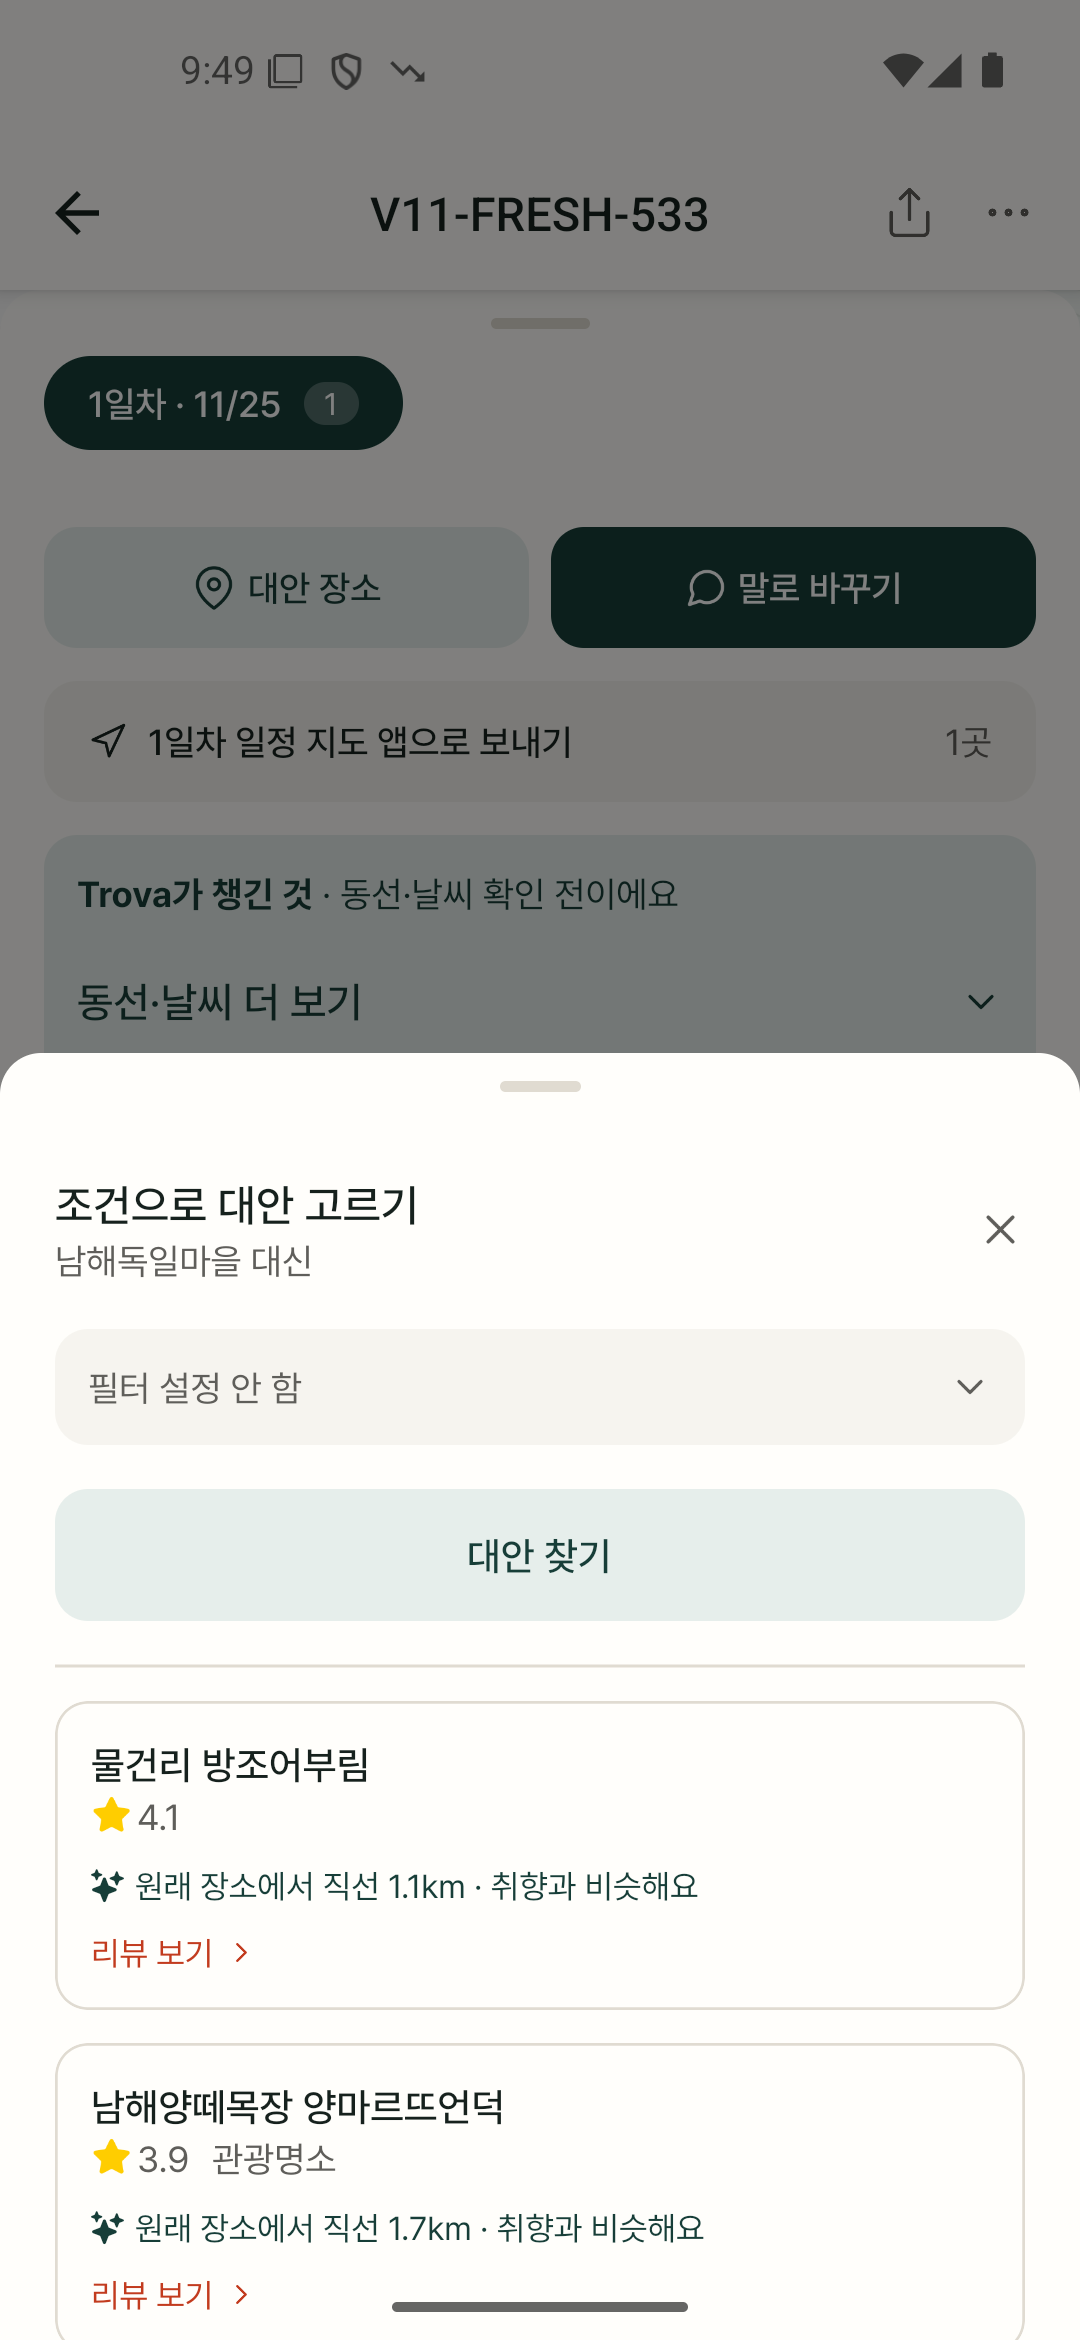 9:49
V11-FRESH-533
1일차 · 11/25 1
대안 장소
말로 바꾸기
1일차 일정 지도 앱으로 보내기 1곳
Trova가 챙긴 것 · 동선·날씨 확인 전이에요
동선·날씨 더 보기
조건으로 대안 고르기
남해독일마을 대신
필터 설정 안 함
대안 찾기
물건리 방조어부림
4.1
원래 장소에서 직선 1.1km · 취향과 비슷해요
리뷰 보기
남해양떼목장 양마르뜨언덕
3.9 관광명소
원래 장소에서 직선 1.7km · 취향과 비슷해요
리뷰 보기